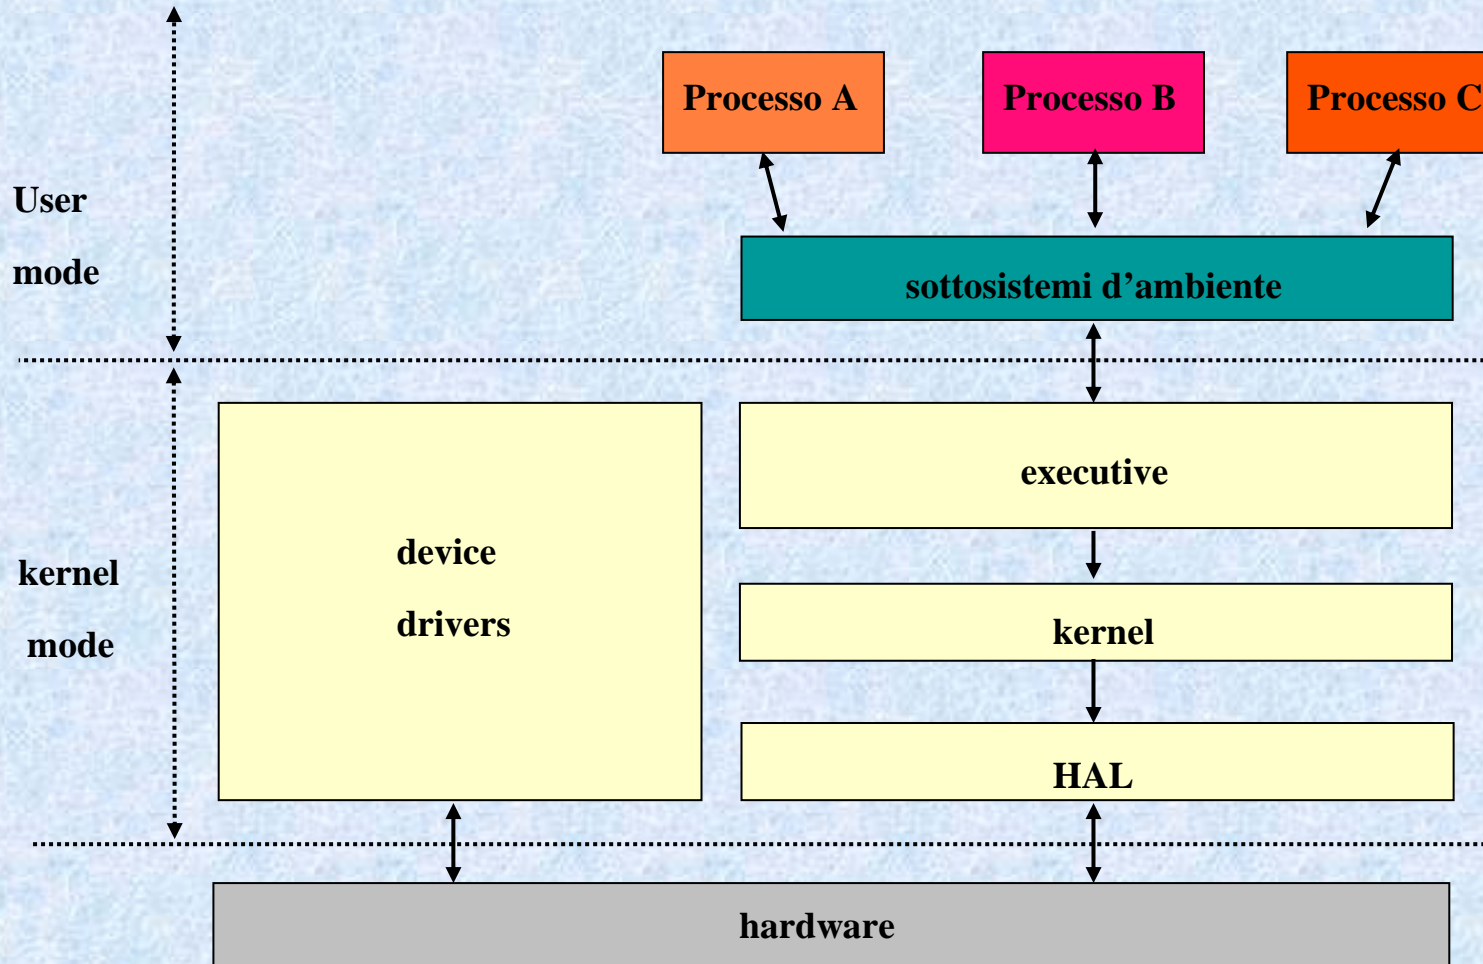 Processo A
Processo B
Processo C
User
mode
sottosistemi d’ambiente
executive
device
drivers
kernel
mode
kernel
HAL
hardware